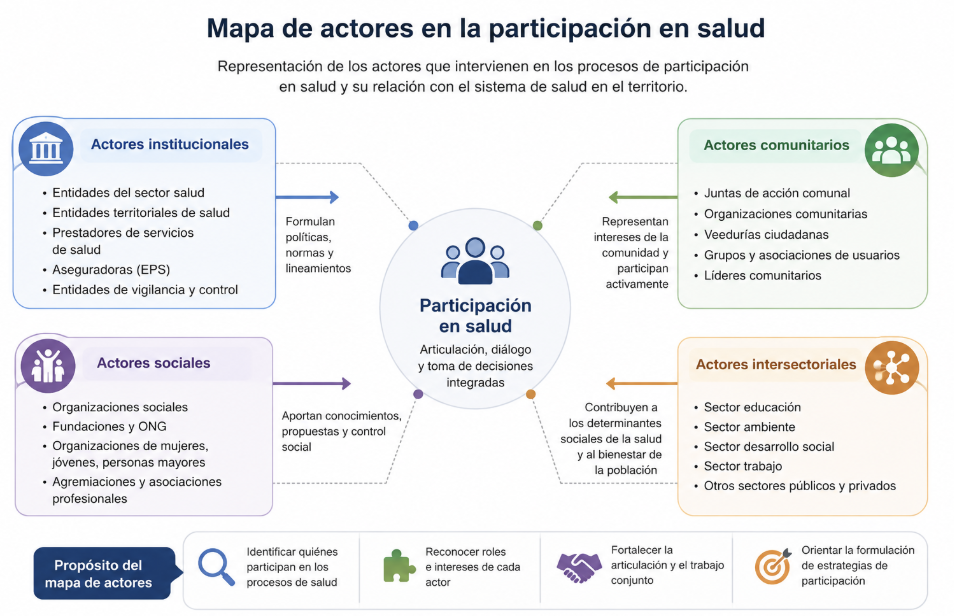 Mapa de actores en la participación en salud
Representación de los actores que intervienen en los procesos de participación
en salud y su relación con el sistema de salud en el territorio.
Actores institucionales
• Entidades del sector salud
• Entidades territoriales de salud
• Prestadores de servicios
de salud
• Aseguradoras (EPS)
• Entidades de vigilancia y control
Formulan
políticas,
normas y
lineamientos
Participación
en salud
Articulación, diálogo
y toma de decisiones
integradas
Representan
intereses de la
comunidad y
participan
activamente
Actores comunitarios
• Juntas de acción comunal
• Organizaciones comunitarias
• Veedurías ciudadanas
• Grupos y asociaciones de usuarios
• Líderes comunitarios
Actores sociales
• Organizaciones sociales
• Fundaciones y ONG
• Organizaciones de mujeres,
jóvenes, personas mayores
• Agremiaciones y asociaciones
profesionales
Aportan conocimientos,
propuestas y control
social
Contribuyen a
los determinantes
sociales de la salud
y al bienestar de
la población
Actores intersectoriales
• Sector educación
• Sector ambiente
• Sector desarrollo social
• Sector trabajo
• Otros sectores públicos y privados
Propósito del
mapa de actores
Identificar quiénes
participan en los
procesos de salud
Reconocer roles
e intereses de cada
actor
Fortalecer la
articulación y el trabajo
conjunto
Orientar la formulación
de estrategias de
participación